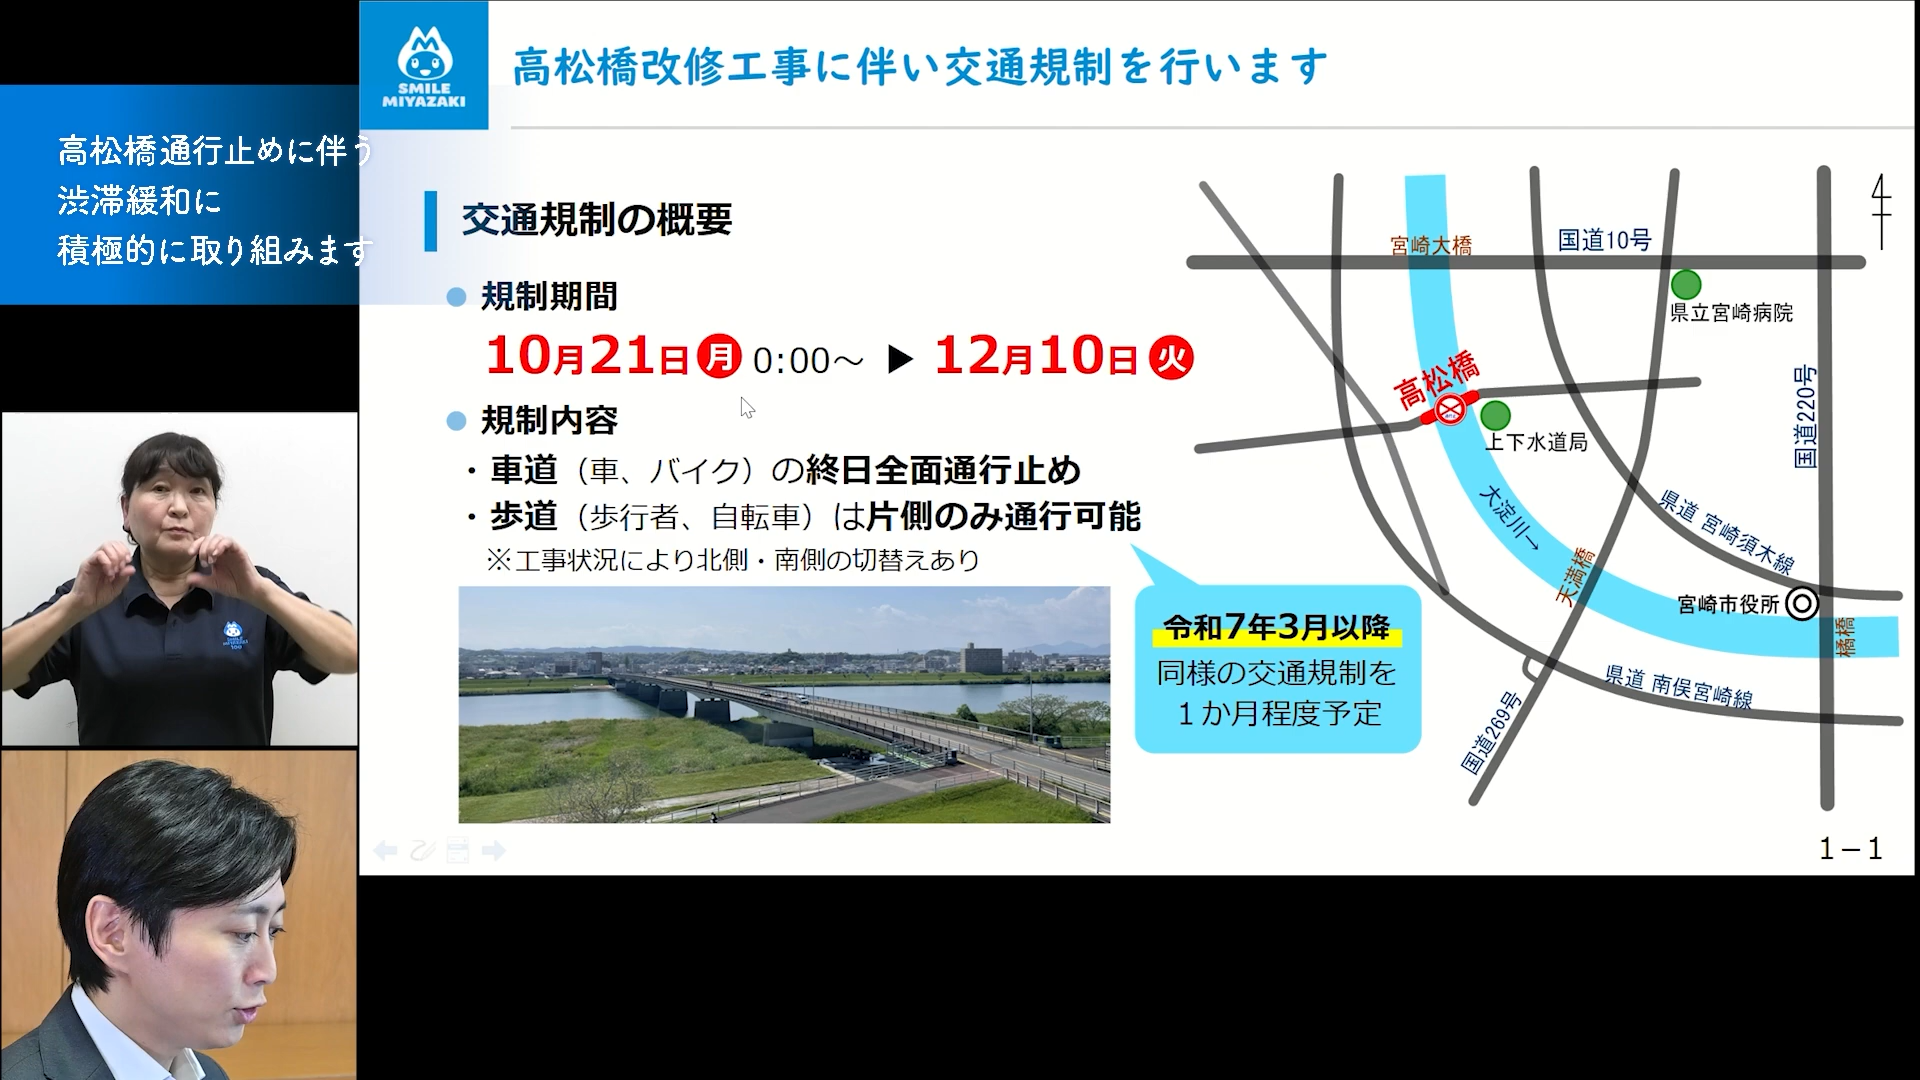 SMILE
MIYAZAKI
高松橋改修工事に伴い交通規制を行います
高松橋通行止めに伴う
渋滞緩和に
積極的に取り組みます
交通規制の概要
規制期間
10月21日月 0:00～ ▶ 12月10日火
規制内容
・車道（車、バイク）の終日全面通行止め
・歩道（歩行者、自転車）は片側のみ通行可能
※工事状況により北側・南側の切替えあり
令和7年3月以降
同様の交通規制を
１か月程度予定
宮崎大橋
国道10号
県立宮崎病院
高松橋
上下水道局
国道220号
大淀川→
県道 宮崎須木線
天満橋
宮崎市役所
橘橋
県道 南俣宮崎線
国道269号
1－1
SMILE
MIYAZAKI
100